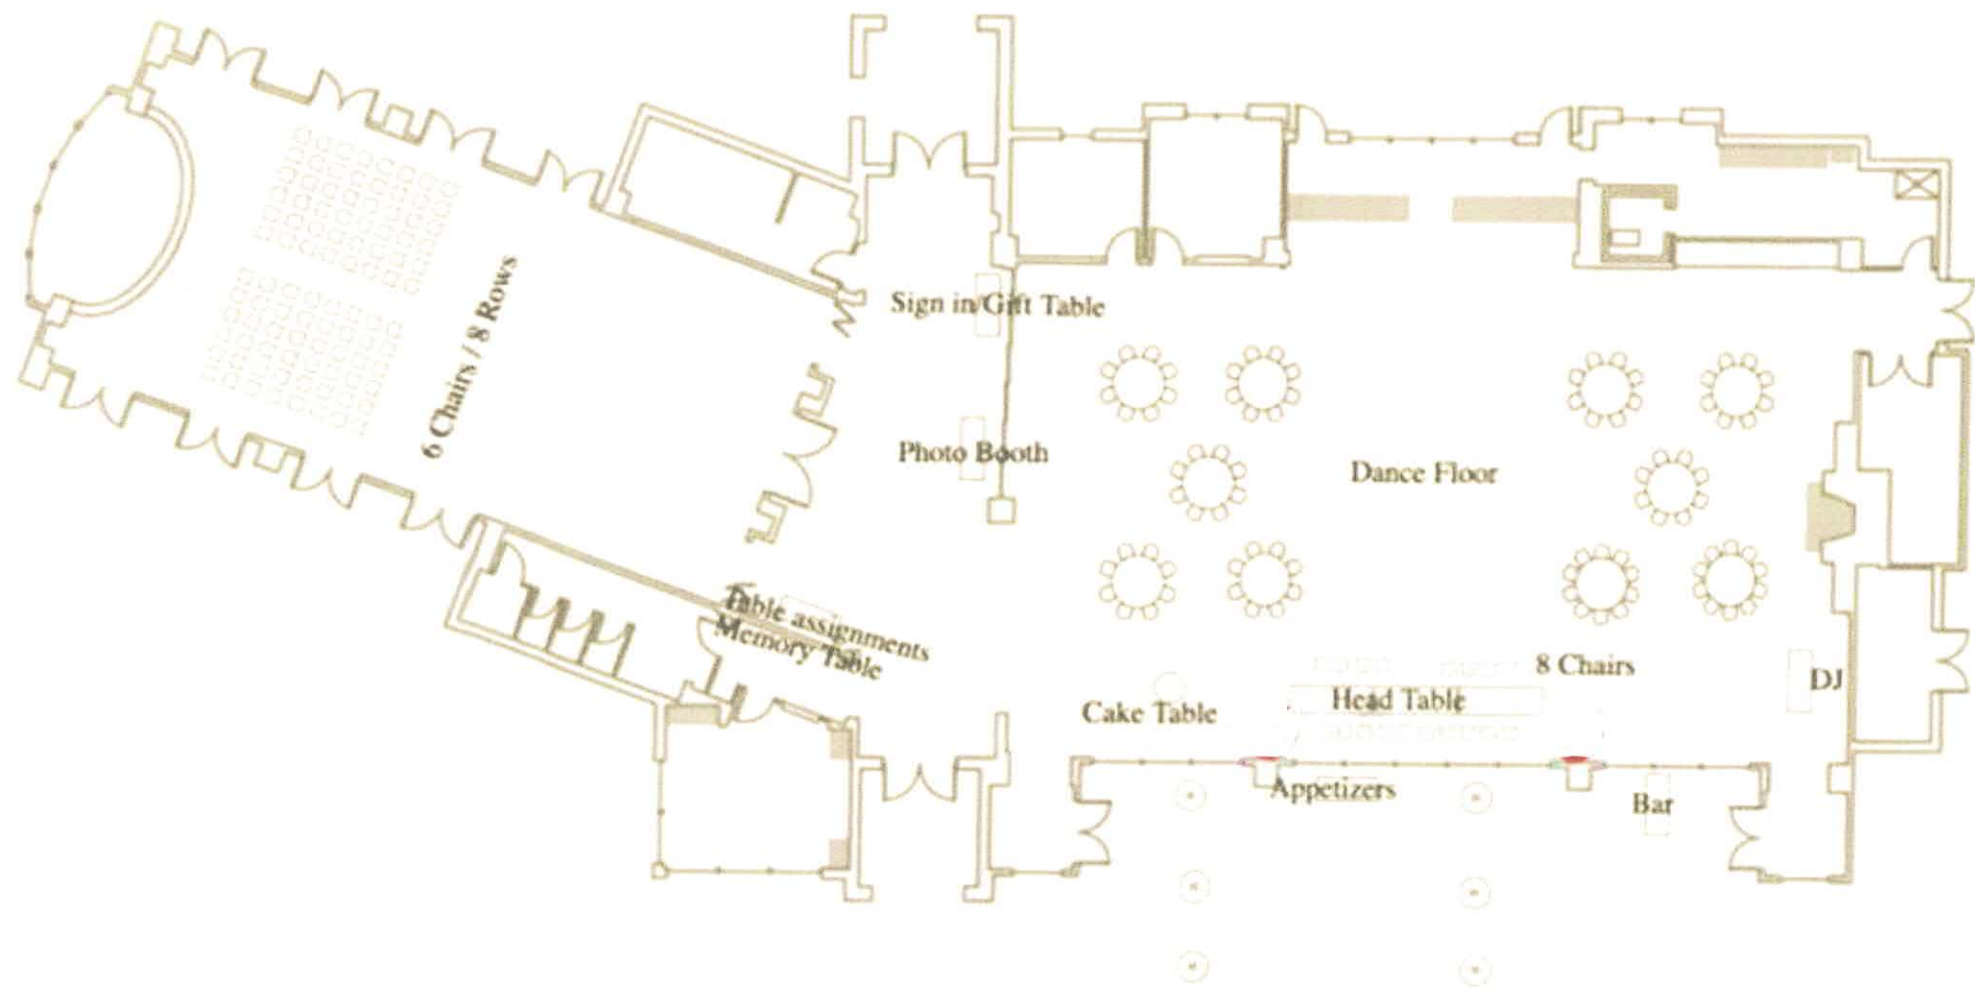 6 Chairs / 8 Rows
Sign in/Gift Table
Photo Booth
Dance Floor
Table assignments
Memory Table
8 Chairs
Head Table
DJ
Cake Table
Appetizers
Bar